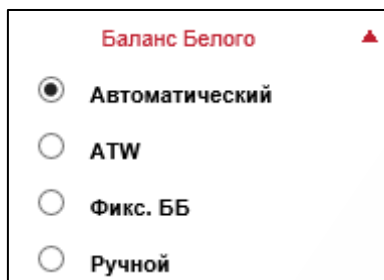 Баланс Белого
Автоматический
ATW
Фикс. ББ
Ручной